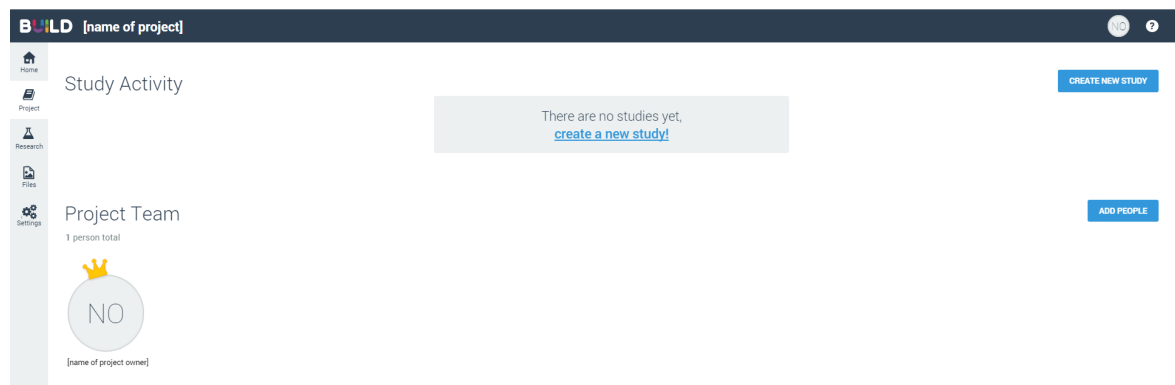 BUILD [name of project]
NO
Home
Project
Research
Files
Settings
Study Activity
CREATE NEW STUDY
There are no studies yet,
create a new study!
Project Team
ADD PEOPLE
1 person total
NO
[name of project owner]